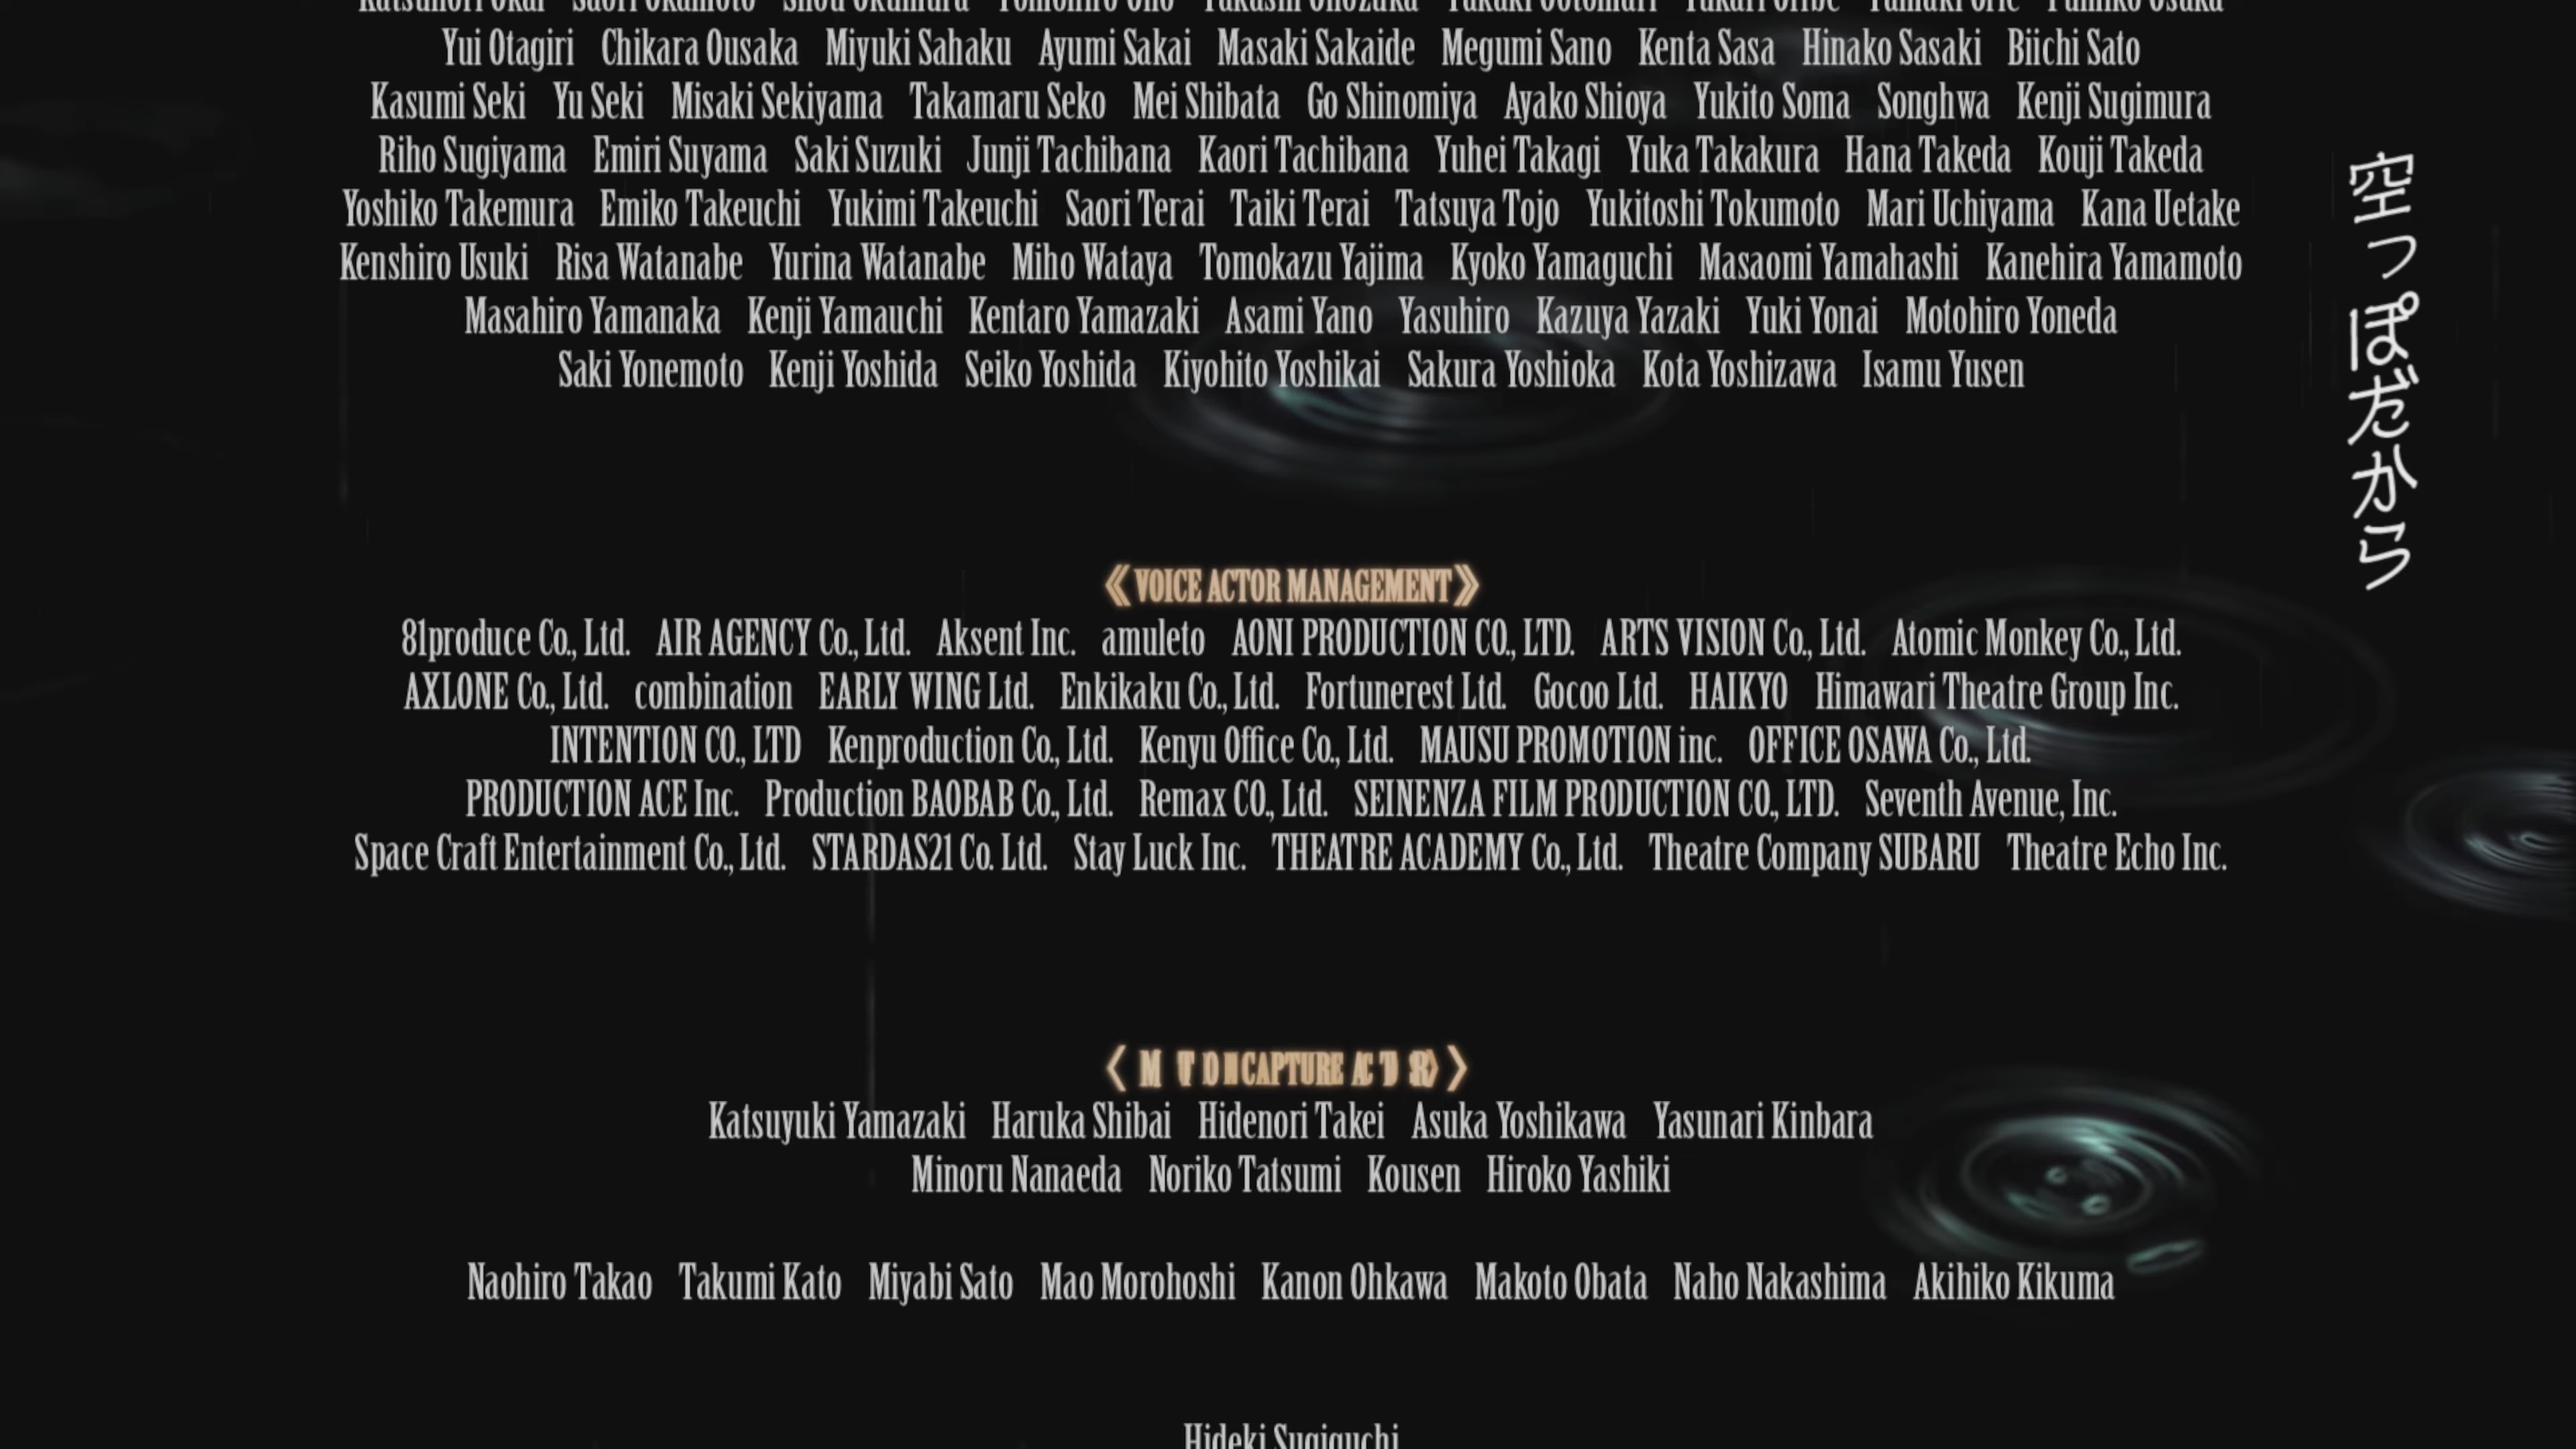 Yui Otagiri Chikara Ousaka Miyuki Sahaku Ayumi Sakai Masaki Sakaide Megumi Sano Kenta Sasa Hinako Sasaki Biichi Sato
Kasumi Seki Yu Seki Misaki Sekiyama Takamaru Seko Mei Shibata Go Shinomiya Ayako Shioya Yukito Soma Songhwa Kenji Sugimura
Riho Sugiyama Emiri Suyama Saki Suzuki Junji Tachibana Kaori Tachibana Yuhei Takagi Yuka Takakura Hana Takeda Kouji Takeda
Yoshiko Takemura Emiko Takeuchi Yukimi Takeuchi Saori Terai Taiki Terai Tatsuya Tojo Yukitoshi Tokumoto Mari Uchiyama Kana Uetake
Kenshiro Usuki Risa Watanabe Yurina Watanabe Miho Wataya Tomokazu Yajima Kyoko Yamaguchi Masaomi Yamahashi Kanehira Yamamoto
Masahiro Yamanaka Kenji Yamauchi Kentaro Yamazaki Asami Yano Yasuhiro Kazuya Yazaki Yuki Yonai Motohiro Yoneda
Saki Yonemoto Kenji Yoshida Seiko Yoshida Kiyohito Yoshikai Sakura Yoshioka Kota Yoshizawa Isamu Yusen
空っぽだから
《VOICE ACTOR MANAGEMENT》
81produce Co., Ltd. AIR AGENCY Co., Ltd. Aksent Inc. amuleto AONI PRODUCTION CO., LTD. ARTS VISION Co., Ltd. Atomic Monkey Co., Ltd.
AXLONE Co., Ltd. combination EARLY WING Ltd. Enkikaku Co., Ltd. Fortunerest Ltd. Gocoo Ltd. HAIKYO Himawari Theatre Group Inc.
INTENTION CO., LTD Kenproduction Co., Ltd. Kenyu Office Co., Ltd. MAUSU PROMOTION inc. OFFICE OSAWA Co., Ltd.
PRODUCTION ACE Inc. Production BAOBAB Co., Ltd. Remax CO., Ltd. SEINENZA FILM PRODUCTION CO., LTD. Seventh Avenue, Inc.
Space Craft Entertainment Co., Ltd. STARDAS21 Co. Ltd. Stay Luck Inc. THEATRE ACADEMY Co., Ltd. Theatre Company SUBARU Theatre Echo Inc.
CAPTURE
Katsuyuki Yamazaki Haruka Shibai Hidenori Takei Asuka Yoshikawa Yasunari Kinbara
Minoru Nanaeda Noriko Tatsumi Kousen Hiroko Yashiki
Naohiro Takao Takumi Kato Miyabi Sato Mao Morohoshi Kanon Ohkawa Makoto Obata Naho Nakashima Akihiko Kikuma
Hideki Sugiguchi